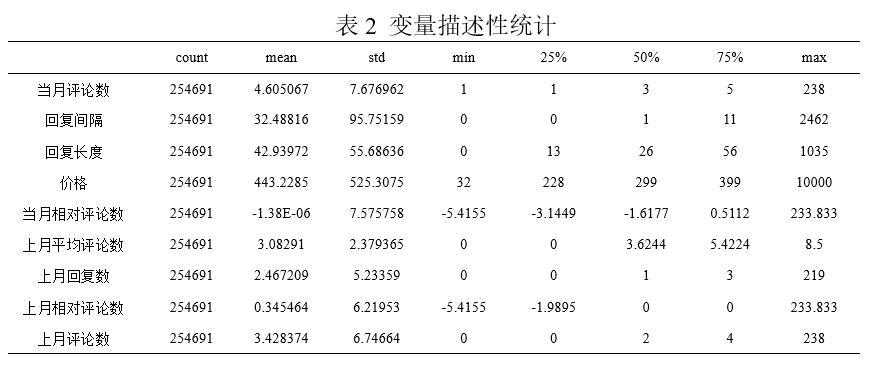 表 2 变量描述性统计
count mean std min 25% 50% 75% max
当月评论数 254691 4.605067 7.676962 1 1 3 5 238
回复间隔 254691 32.48816 95.75159 0 0 1 11 2462
回复长度 254691 42.93972 55.68636 0 13 26 56 1035
价格 254691 443.2285 525.3075 32 228 299 399 10000
当月相对评论数 254691 -1.38E-06 7.575758 -5.4155 -3.1449 -1.6177 0.5112 233.833
上月平均评论数 254691 3.08291 2.379365 0 0 3.6244 5.4224 8.5
上月回复数 254691 2.467209 5.23359 0 0 1 3 219
上月相对评论数 254691 0.345464 6.21953 -5.4155 -1.9895 0 0 233.833
上月评论数 254691 3.428374 6.74664 0 0 2 4 238